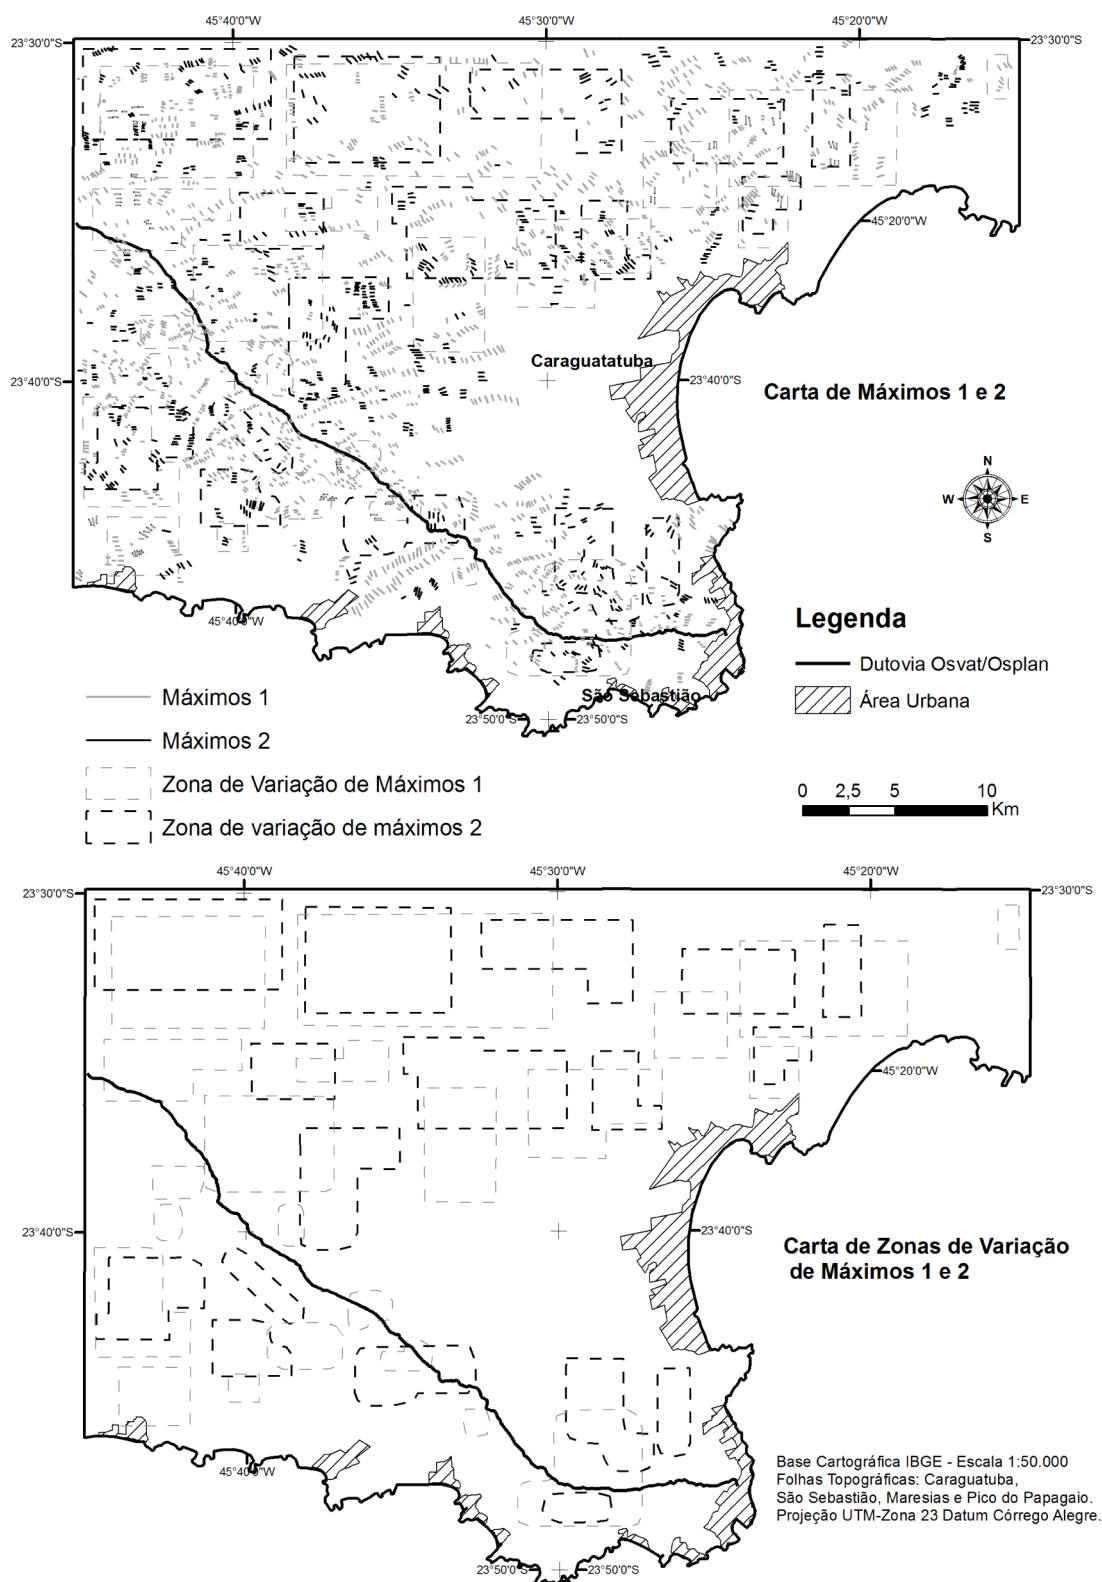 45°40'0"W
45°30'0"W
45°20'0"W
23°30'0"S
23°30'0"S
45°20'0"W
Caraguatatuba
23°40'0"S
23°40'0"S
Carta de Máximos 1 e 2
N
W
E
S
45°40'0"W
São Sebastião
23°50'0"S
23°50'0"S
Legenda
Dutovia Osvat/Osplan
Área Urbana
Máximos 1
Máximos 2
Zona de Variação de Máximos 1
Zona de variação de máximos 2
0 2,5 5 10
Km
45°40'0"W
45°30'0"W
45°20'0"W
23°30'0"S
23°30'0"S
45°20'0"W
23°40'0"S
23°40'0"S
Carta de Zonas de Variação
de Máximos 1 e 2
45°40'0"W
23°50'0"S
23°50'0"S
Base Cartográfica IBGE - Escala 1:50.000
Folhas Topográficas: Caraguatuba,
São Sebastião, Maresias e Pico do Papagaio.
Projeção UTM-Zona 23 Datum Córrego Alegre.